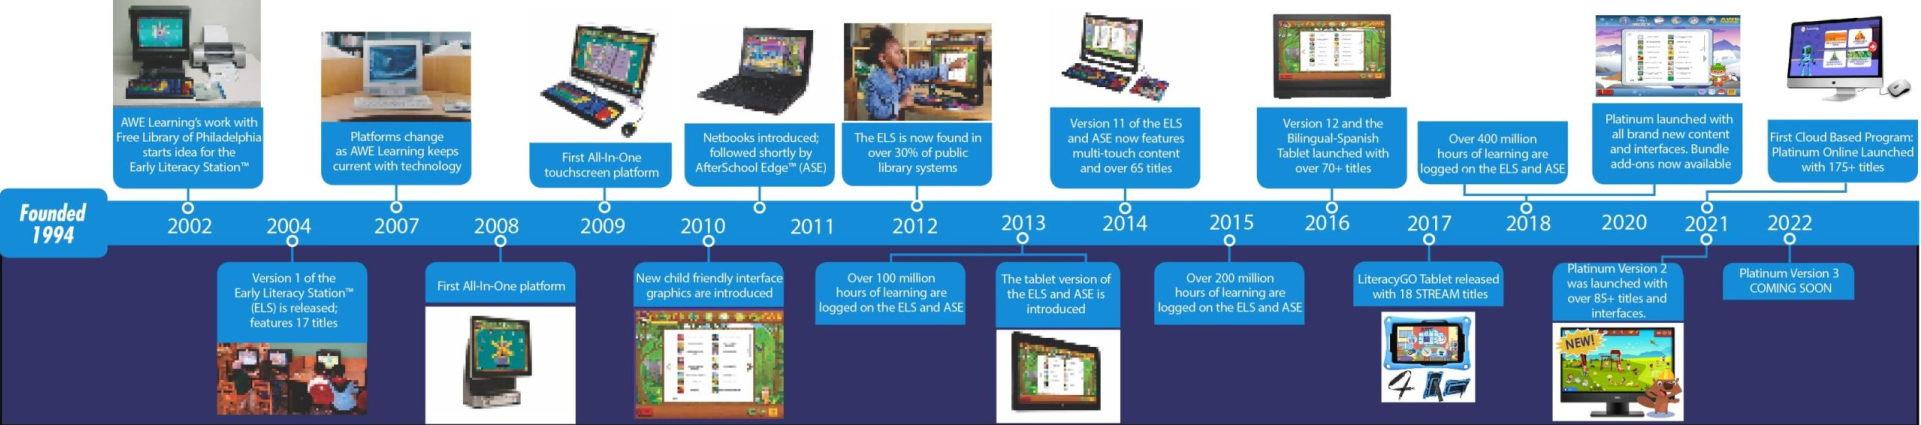 AWE Learning's work with
Free Library of Philadelphia
starts idea for the
Early Literacy Station™
Platforms change
as AWE Learning keeps
current with technology
First All-In-One
touchscreen platform
Netbooks introduced;
followed shortly by
AfterSchool Edge™ (ASE)
The ELS is now found in
over 30% of public
library systems
Version 11 of the ELS
and ASE now features
multi-touch content
and over 65 titles
Version 12 and the
Bilingual-Spanish
Tablet launched with
over 70+ titles
Over 400 million
hours of learning are
logged on the ELS and ASE
Platinum launched with
all brand new content
and interfaces. Bundle
add-ons now available
First Cloud Based Program:
Platinum Online Launched
with 175+ titles
Founded
1994
2002 2004 2007 2008 2009 2010 2011 2012 2013 2014 2015 2016 2017 2018 2020 2021 2022
Version 1 of the
Early Literacy Station™
(ELS) is released;
features 17 titles
First All-In-One platform
New child friendly interface
graphics are introduced
Over 100 million
hours of learning are
logged on the ELS and ASE
The tablet version of
the ELS and ASE is
introduced
Over 200 million
hours of learning are
logged on the ELS and ASE
LiteracyGO Tablet released
with 18 STREAM titles
Platinum Version 2
was launched with
over 85+ titles and
interfaces.
NEW!
Platinum Version 3
COMING SOON